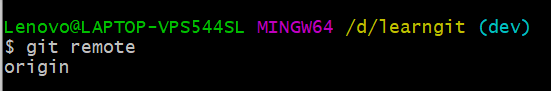 Lenovo@LAPTOP-VPS544SL MINGW64 /d/learngit (dev)
$ git remote
origin